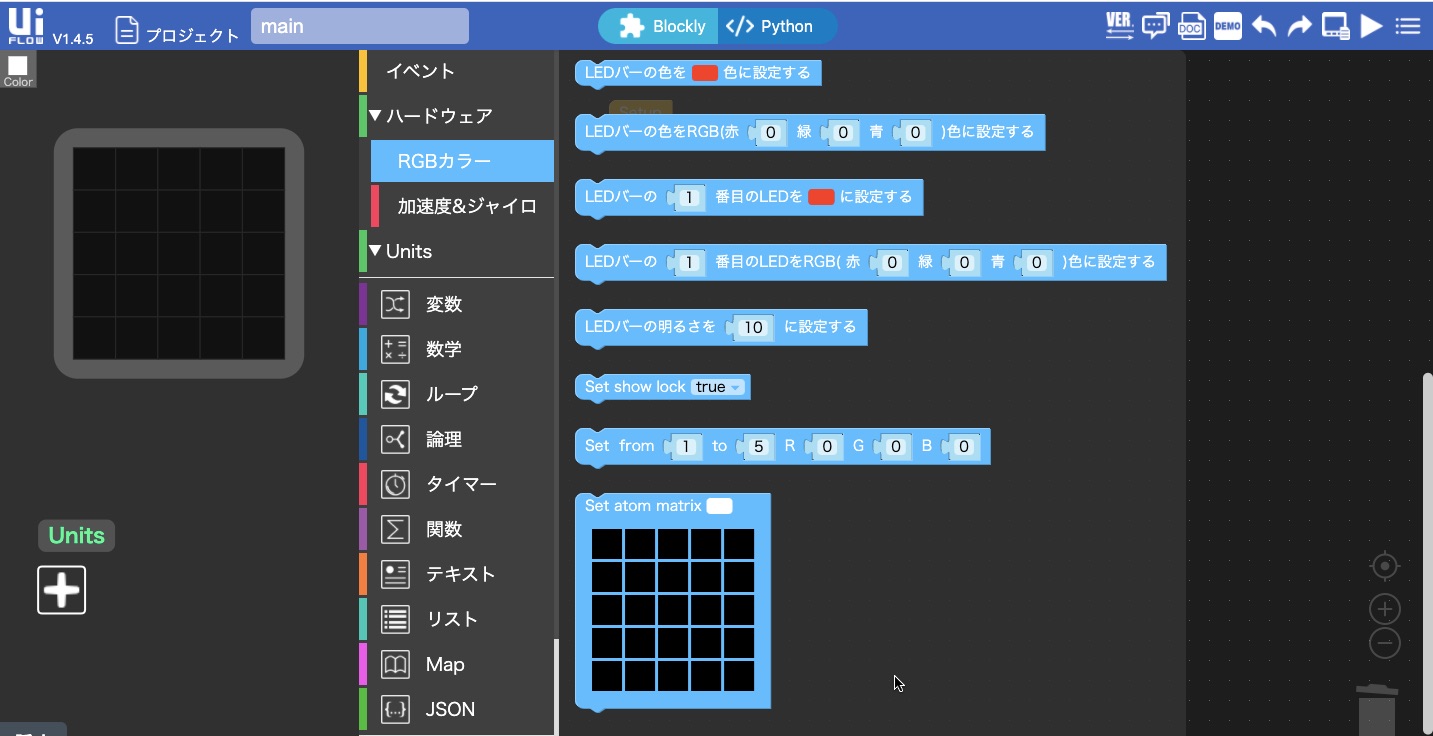 Ui FLOW V1.4.5 プロジェクト main Blockly </> Python VER. DOC DEMO
Color
イベント
ハードウェア
RGBカラー
加速度&ジャイロ
Units
変数
数学
ループ
論理
タイマー
関数
テキスト
リスト
Map
JSON
Units
LEDバーの色を 色に設定する
Setup
LEDバーの色をRGB(赤 0 緑 0 青 0 )色に設定する
LEDバーの 1 番目のLEDを に設定する
LEDバーの 1 番目のLEDをRGB( 赤 0 緑 0 青 0 )色に設定する
LEDバーの明るさを 10 に設定する
Set show lock true
Set from 1 to 5 R 0 G 0 B 0
Set atom matrix